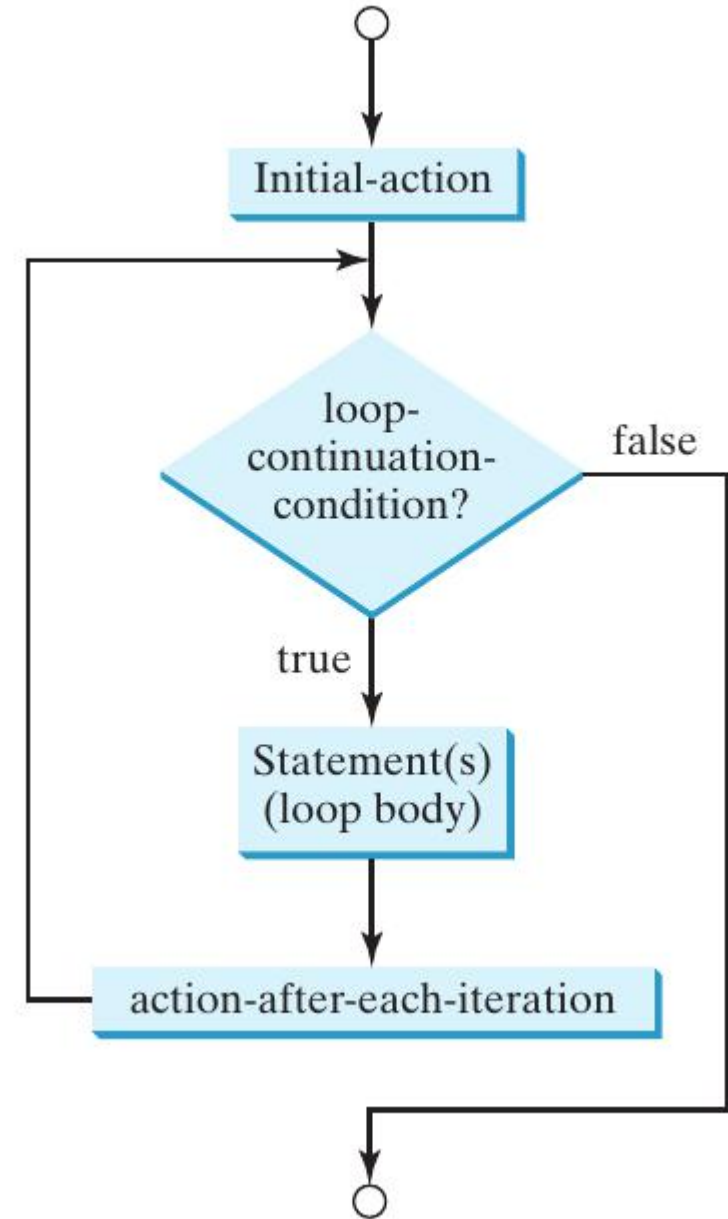 Initial-action
loop-
continuation-
condition?
false
true
Statement(s)
(loop body)
action-after-each-iteration